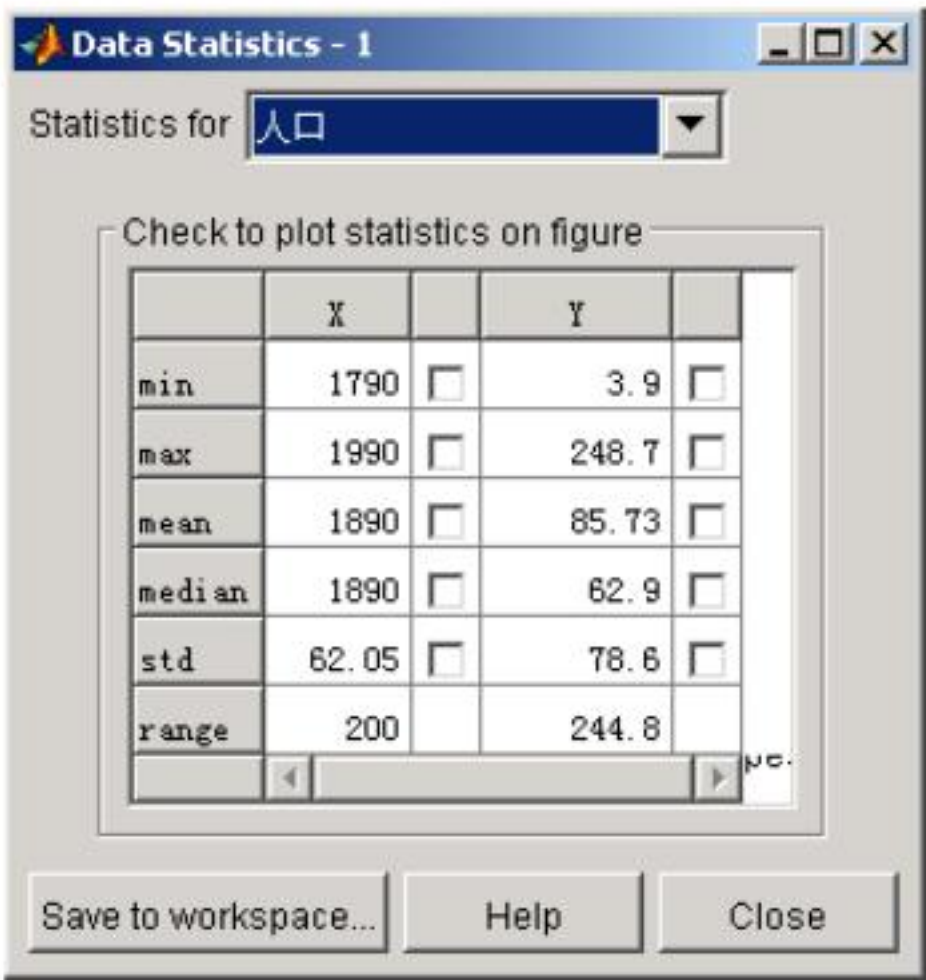 Data Statistics - 1
Statistics for 人口
Check to plot statistics on figure
X Y
min 1790 3.9
max 1990 248.7
mean 1890 85.73
median 1890 62.9
std 62.05 78.6
range 200 244.8
Save to workspace... Help Close